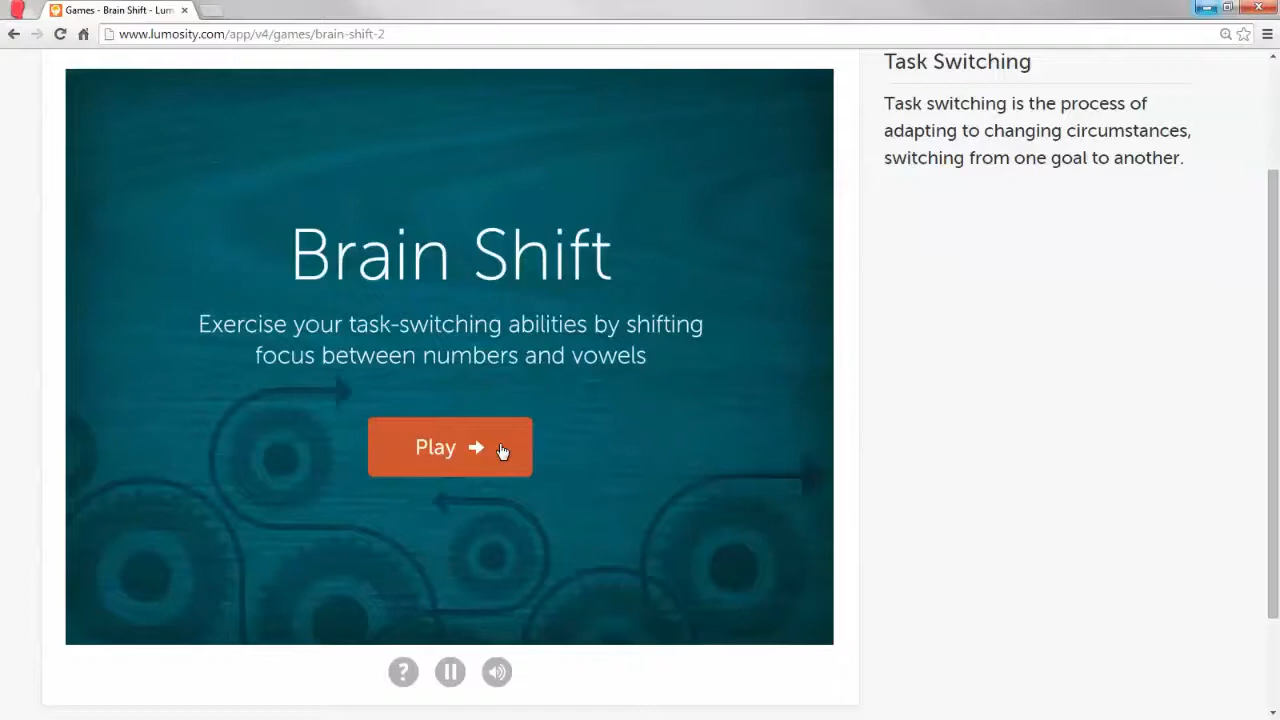 Games - Brain Shift - Lum
www.lumosity.com/app/v4/games/brain-shift-2
Task Switching
Task switching is the process of
adapting to changing circumstances,
switching from one goal to another.
Brain Shift
Exercise your task-switching abilities by shifting
focus between numbers and vowels
Play
?